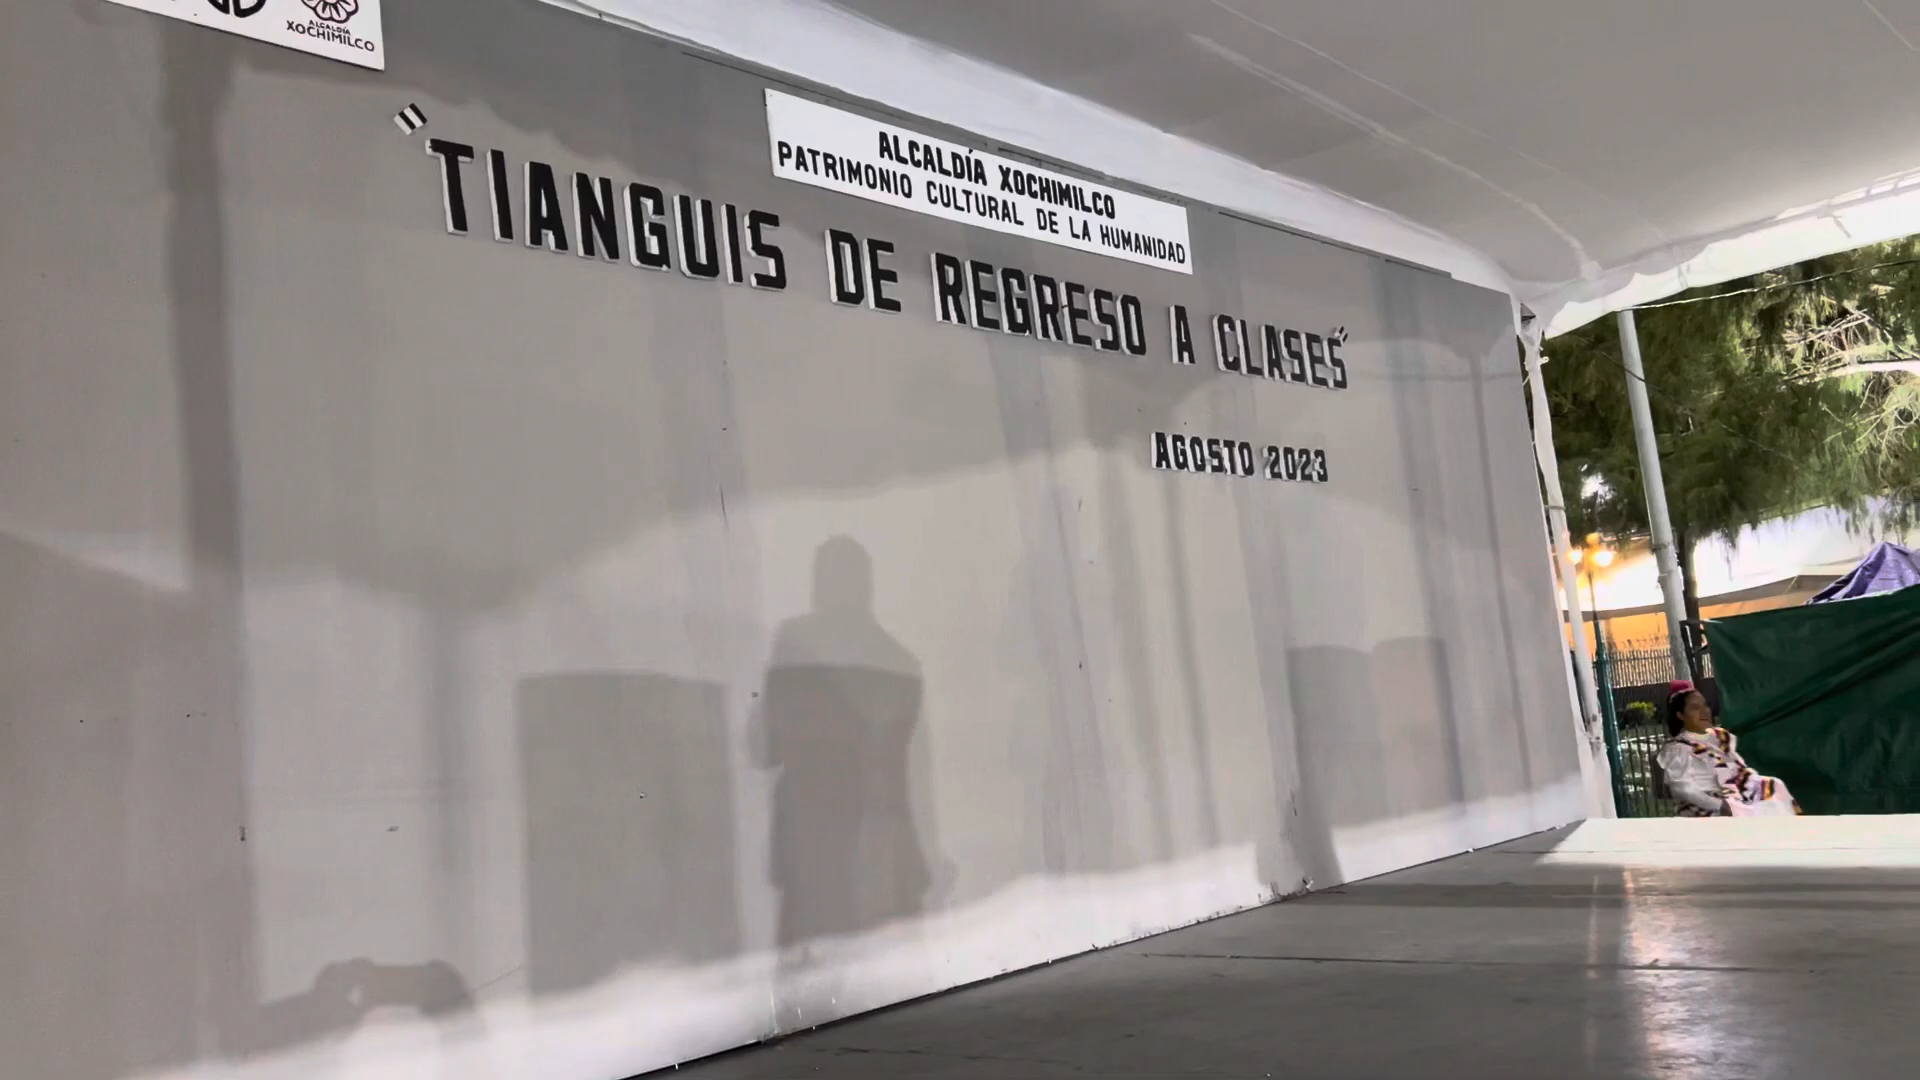 ALCALDÍA
XOCHIMILCO
ALCALDÍA XOCHIMILCO
PATRIMONIO CULTURAL DE LA HUMANIDAD
"TIANGUIS DE REGRESO A CLASES"
AGOSTO 2023